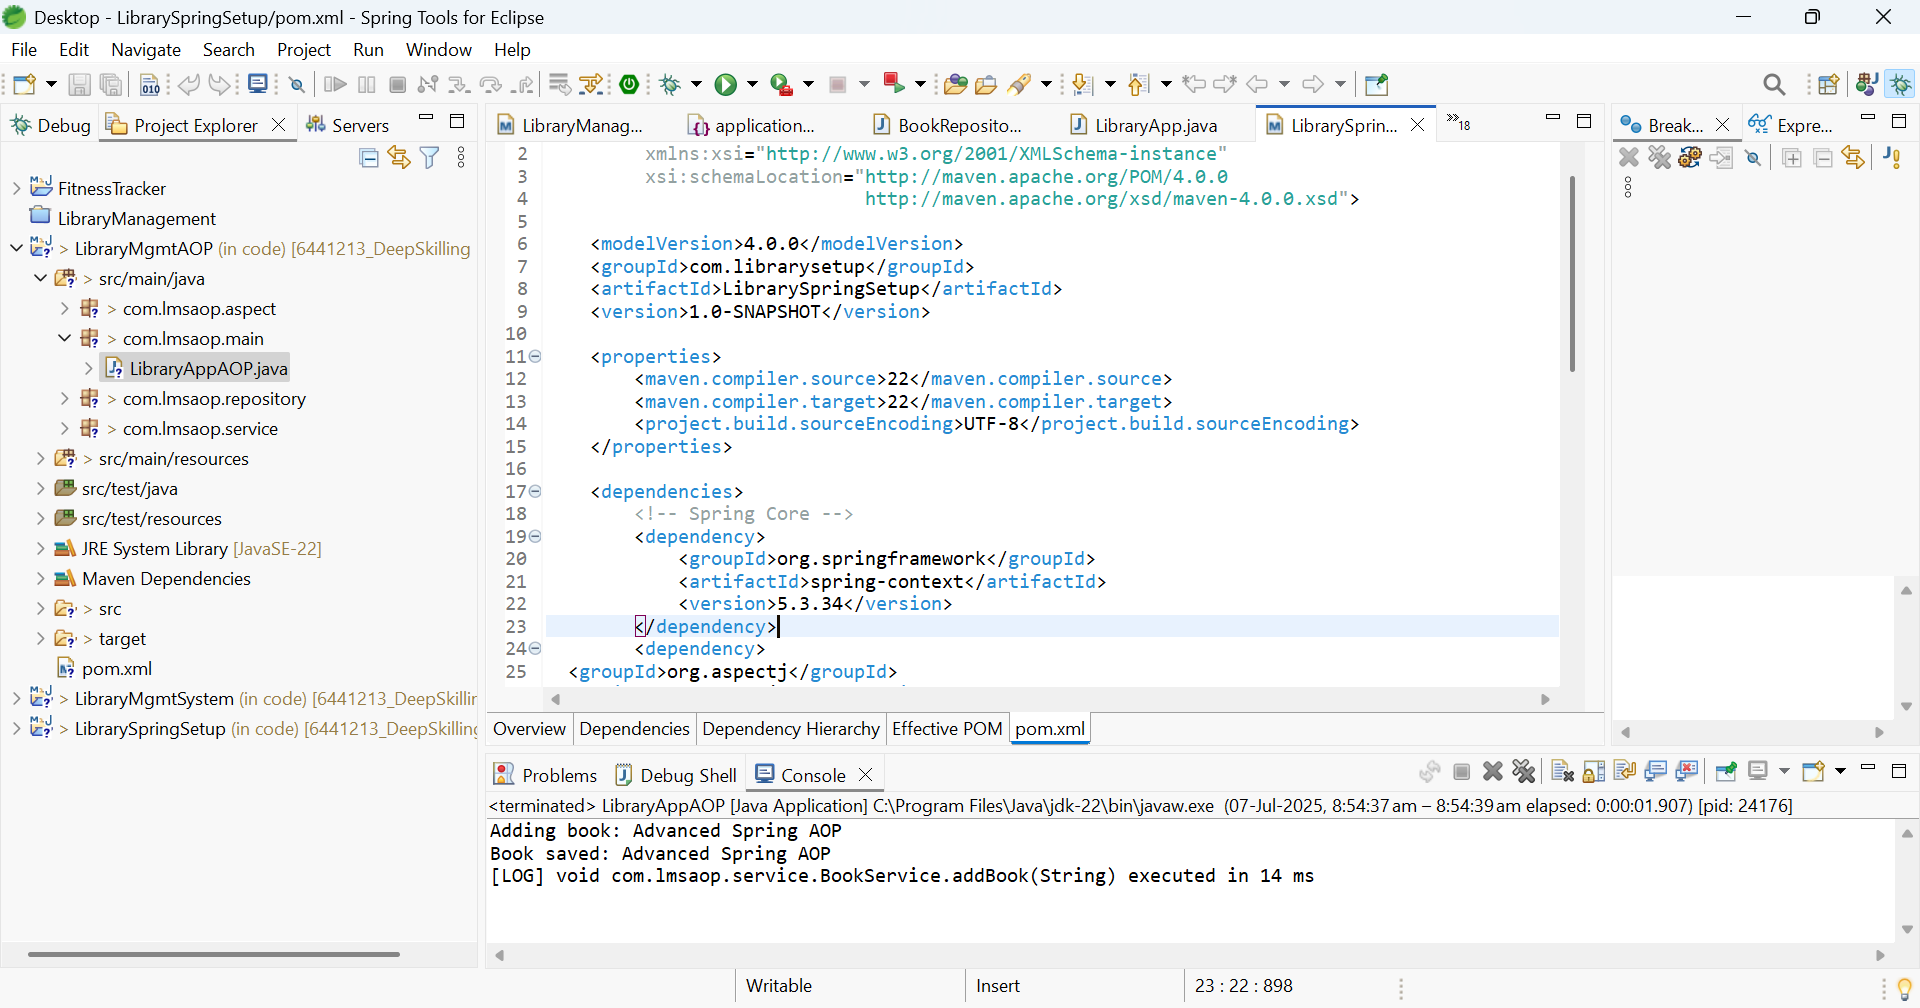 Desktop - LibrarySpringSetup/pom.xml - Spring Tools for Eclipse
File Edit Navigate Search Project Run Window Help
Debug Project Explorer Servers
FitnessTracker
LibraryManagement
> LibraryMgmtAOP (in code) [6441213_DeepSkilling
> src/main/java
> com.lmsaop.aspect
> com.lmsaop.main
LibraryAppAOP.java
> com.lmsaop.repository
> com.lmsaop.service
> src/main/resources
src/test/java
src/test/resources
JRE System Library [JavaSE-22]
Maven Dependencies
> src
> target
pom.xml
> LibraryMgmtSystem (in code) [6441213_DeepSkillin
> LibrarySpringSetup (in code) [6441213_DeepSkilling
LibraryManag... application... BookReposito... LibraryApp.java LibrarySprin... »18
2 xmlns:xsi="http://www.w3.org/2001/XMLSchema-instance"
3 xsi:schemaLocation="http://maven.apache.org/POM/4.0.0
4 http://maven.apache.org/xsd/maven-4.0.0.xsd">
5
6 <modelVersion>4.0.0</modelVersion>
7 <groupId>com.librarysetup</groupId>
8 <artifactId>LibrarySpringSetup</artifactId>
9 <version>1.0-SNAPSHOT</version>
10
11 <properties>
12 <maven.compiler.source>22</maven.compiler.source>
13 <maven.compiler.target>22</maven.compiler.target>
14 <project.build.sourceEncoding>UTF-8</project.build.sourceEncoding>
15 </properties>
16
17 <dependencies>
18 <!-- Spring Core -->
19 <dependency>
20 <groupId>org.springframework</groupId>
21 <artifactId>spring-context</artifactId>
22 <version>5.3.34</version>
23 </dependency>
24 <dependency>
25 <groupId>org.aspectj</groupId>
Overview Dependencies Dependency Hierarchy Effective POM pom.xml
Break... Expre...
Problems Debug Shell Console
<terminated> LibraryAppAOP [Java Application] C:\Program Files\Java\jdk-22\bin\javaw.exe (07-Jul-2025, 8:54:37 am – 8:54:39 am elapsed: 0:00:01.907) [pid: 24176]
Adding book: Advanced Spring AOP
Book saved: Advanced Spring AOP
[LOG] void com.lmsaop.service.BookService.addBook(String) executed in 14 ms
Writable Insert 23 : 22 : 898